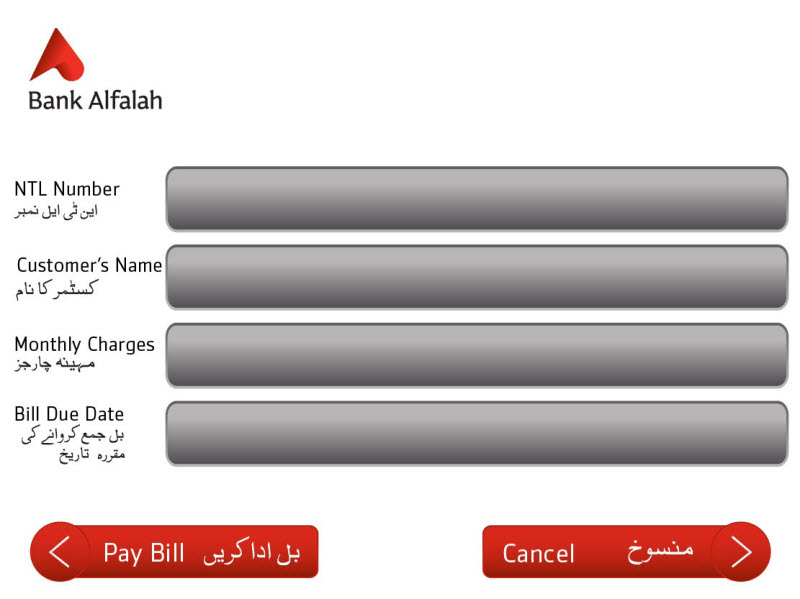 Bank Alfalah
NTL Number
این ٹی ایل نمبر
Customer's Name
کسٹمر کا نام
Monthly Charges
مہینہ چارجز
Bill Due Date
بل جمع کروانے کی
مقررہ تاریخ
Pay Bill بل ادا کریں
Cancel منسوخ